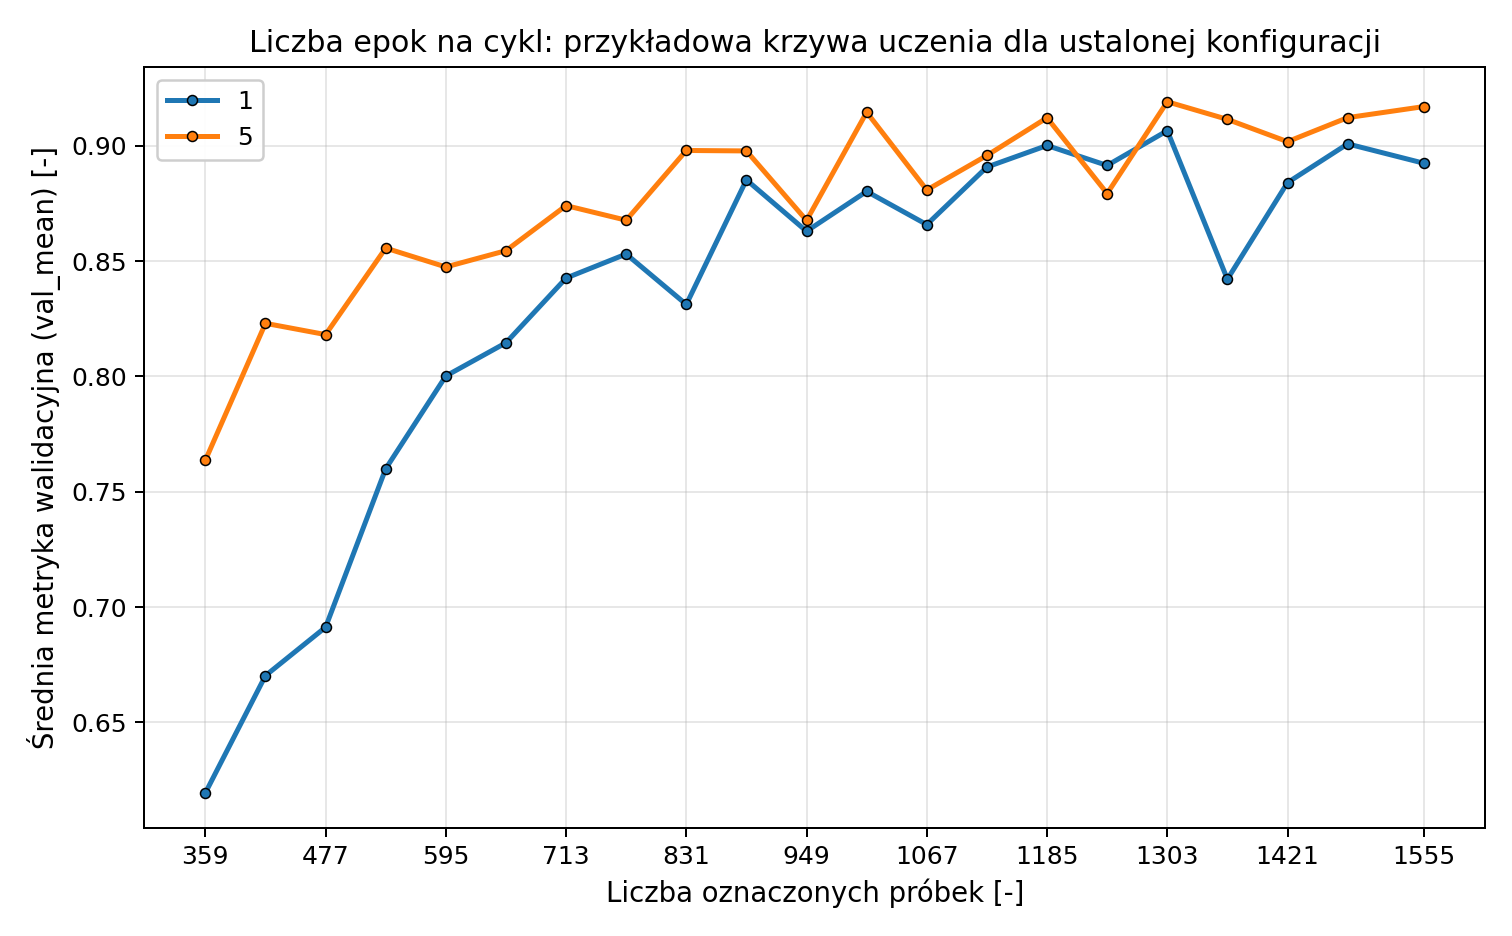 Liczba epok na cykl: przykładowa krzywa uczenia dla ustalonej konfiguracji
1
5
Średnia metryka walidacyjna (val_mean) [-]
0.90
0.85
0.80
0.75
0.70
0.65
359 477 595 713 831 949 1067 1185 1303 1421 1555
Liczba oznaczonych próbek [-]